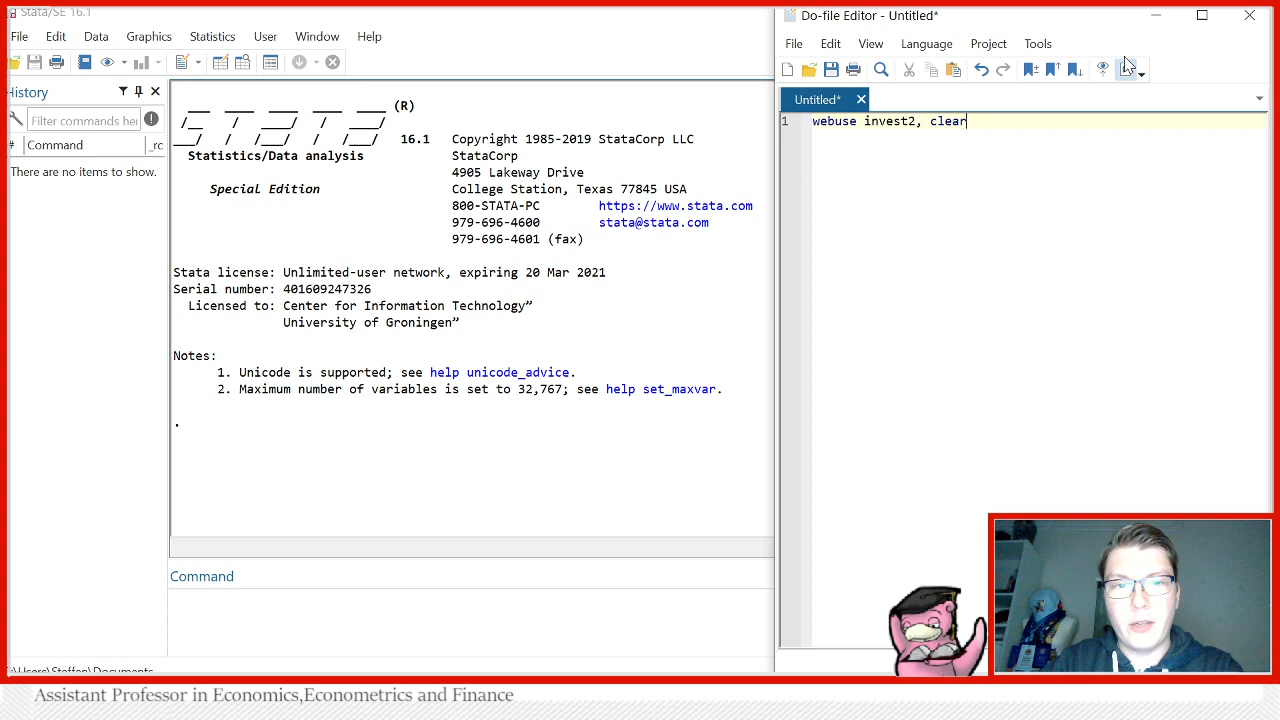 Stata/SE 16.1
File Edit Data Graphics Statistics User Window Help
History
Filter commands he
# Command _rc
There are no items to show.
(R)
16.1 Copyright 1985-2019 StataCorp LLC
Statistics/Data analysis StataCorp
4905 Lakeway Drive
Special Edition College Station, Texas 77845 USA
800-STATA-PC https://www.stata.com
979-696-4600 stata@stata.com
979-696-4601 (fax)
Stata license: Unlimited-user network, expiring 20 Mar 2021
Serial number: 401609247326
Licensed to: Center for Information Technology”
University of Groningen”
Notes:
1. Unicode is supported; see help unicode_advice.
2. Maximum number of variables is set to 32,767; see help set_maxvar.
.
Command
C:\Users\Steffen\Documents
Do-file Editor - Untitled*
File Edit View Language Project Tools
Untitled*
1 webuse invest2, clear
Assistant Professor in Economics,Econometrics and Finance